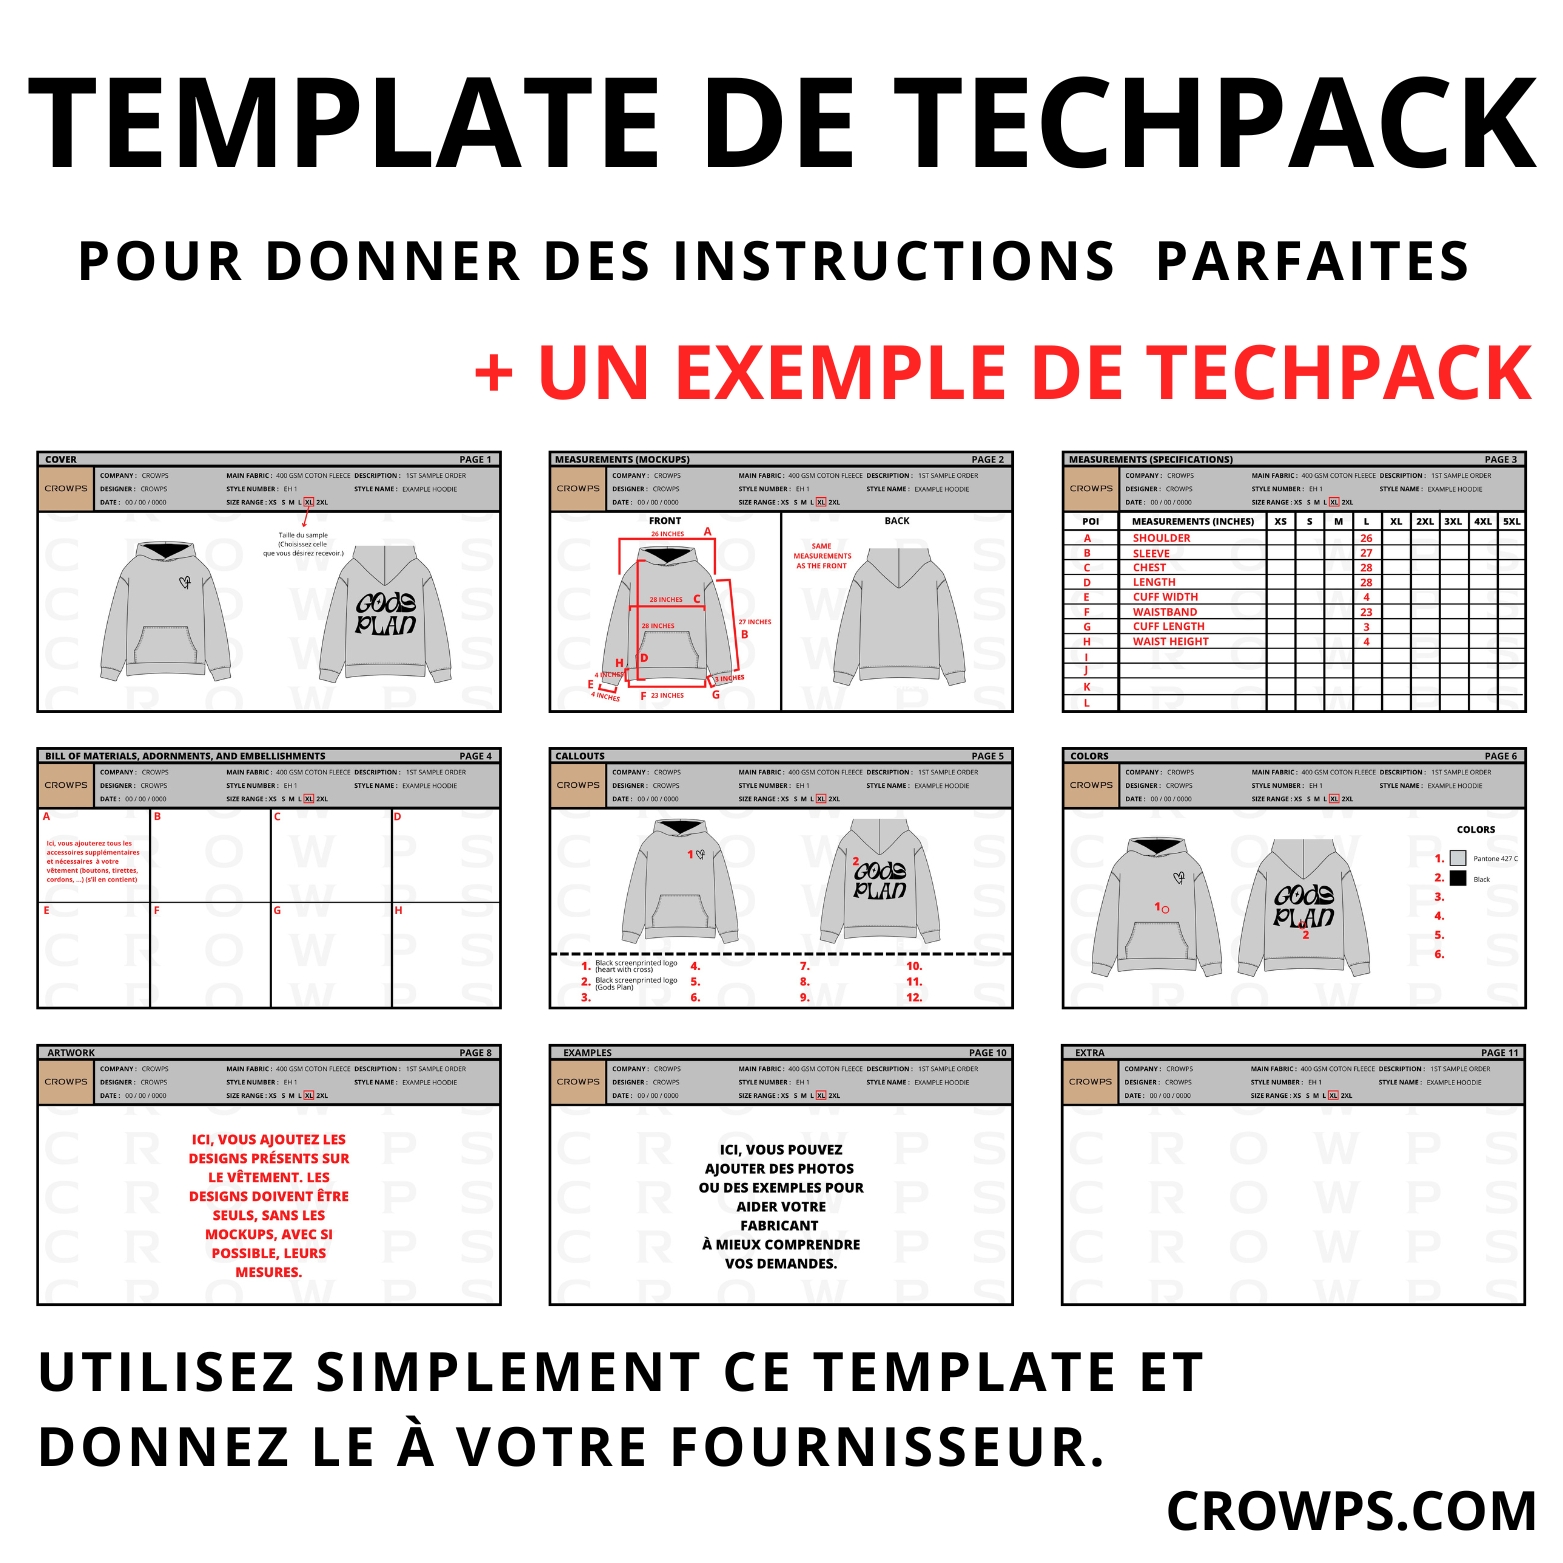 TEMPLATE DE TECHPACK
POUR DONNER DES INSTRUCTIONS PARFAITES
+ UN EXEMPLE DE TECHPACK
COVER PAGE 1
CROWPS
COMPANY : CROWPS MAIN FABRIC : 400 GSM COTON FLEECE DESCRIPTION : 1ST SAMPLE ORDER
DESIGNER : CROWPS STYLE NUMBER : EH 1 STYLE NAME : EXAMPLE HOODIE
DATE : 00 / 00 / 0000 SIZE RANGE : XS S M L XL 2XL
Taille du sample
(Choisissez celle
que vous désirez recevoir.)
GODS
PLAN
MEASUREMENTS (MOCKUPS) PAGE 2
CROWPS
COMPANY : CROWPS MAIN FABRIC : 400 GSM COTON FLEECE DESCRIPTION : 1ST SAMPLE ORDER
DESIGNER : CROWPS STYLE NUMBER : EH 1 STYLE NAME : EXAMPLE HOODIE
DATE : 00 / 00 / 0000 SIZE RANGE : XS S M L XL 2XL
FRONT
26 INCHES A
28 INCHES C
27 INCHES
B
28 INCHES
D
H
4 INCHES
E
4 INCHES
F 23 INCHES
3 INCHES
G
BACK
SAME
MEASUREMENTS
AS THE FRONT
MEASUREMENTS (SPECIFICATIONS) PAGE 3
CROWPS
COMPANY : CROWPS MAIN FABRIC : 400 GSM COTON FLEECE DESCRIPTION : 1ST SAMPLE ORDER
DESIGNER : CROWPS STYLE NUMBER : EH 1 STYLE NAME : EXAMPLE HOODIE
DATE : 00 / 00 / 0000 SIZE RANGE : XS S M L XL 2XL
POI MEASUREMENTS (INCHES) XS S M L XL 2XL 3XL 4XL 5XL
A SHOULDER 26
B SLEEVE 27
C CHEST 28
D LENGTH 28
E CUFF WIDTH 4
F WAISTBAND 23
G CUFF LENGTH 3
H WAIST HEIGHT 4
I
J
K
L
BILL OF MATERIALS, ADORNMENTS, AND EMBELLISHMENTS PAGE 4
CROWPS
COMPANY : CROWPS MAIN FABRIC : 400 GSM COTON FLEECE DESCRIPTION : 1ST SAMPLE ORDER
DESIGNER : CROWPS STYLE NUMBER : EH 1 STYLE NAME : EXAMPLE HOODIE
DATE : 00 / 00 / 0000 SIZE RANGE : XS S M L XL 2XL
A B C D
Ici, vous ajouterez tous les
accessoires supplémentaires
et nécessaires à votre
vêtement (boutons, tirettes,
cordons, ...) (s'il en contient)
E F G H
CALLOUTS PAGE 5
CROWPS
COMPANY : CROWPS MAIN FABRIC : 400 GSM COTON FLEECE DESCRIPTION : 1ST SAMPLE ORDER
DESIGNER : CROWPS STYLE NUMBER : EH 1 STYLE NAME : EXAMPLE HOODIE
DATE : 00 / 00 / 0000 SIZE RANGE : XS S M L XL 2XL
1
2
GODS
PLAN
1. Black screenprinted logo
(heart with cross)
2. Black screenprinted logo
(Gods Plan)
3.
4.
5.
6.
7.
8.
9.
10.
11.
12.
COLORS PAGE 6
CROWPS
COMPANY : CROWPS MAIN FABRIC : 400 GSM COTON FLEECE DESCRIPTION : 1ST SAMPLE ORDER
DESIGNER : CROWPS STYLE NUMBER : EH 1 STYLE NAME : EXAMPLE HOODIE
DATE : 00 / 00 / 0000 SIZE RANGE : XS S M L XL 2XL
1
GODS
PLAN
2
COLORS
1. Pantone 427 C
2. Black
3.
4.
5.
6.
ARTWORK PAGE 8
CROWPS
COMPANY : CROWPS MAIN FABRIC : 400 GSM COTON FLEECE DESCRIPTION : 1ST SAMPLE ORDER
DESIGNER : CROWPS STYLE NUMBER : EH 1 STYLE NAME : EXAMPLE HOODIE
DATE : 00 / 00 / 0000 SIZE RANGE : XS S M L XL 2XL
ICI, VOUS AJOUTEZ LES
DESIGNS PRÉSENTS SUR
LE VÊTEMENT. LES
DESIGNS DOIVENT ÊTRE
SEULS, SANS LES
MOCKUPS, AVEC SI
POSSIBLE, LEURS
MESURES.
EXAMPLES PAGE 10
CROWPS
COMPANY : CROWPS MAIN FABRIC : 400 GSM COTON FLEECE DESCRIPTION : 1ST SAMPLE ORDER
DESIGNER : CROWPS STYLE NUMBER : EH 1 STYLE NAME : EXAMPLE HOODIE
DATE : 00 / 00 / 0000 SIZE RANGE : XS S M L XL 2XL
ICI, VOUS POUVEZ
AJOUTER DES PHOTOS
OU DES EXEMPLES POUR
AIDER VOTRE
FABRICANT
À MIEUX COMPRENDRE
VOS DEMANDES.
EXTRA PAGE 11
CROWPS
COMPANY : CROWPS MAIN FABRIC : 400 GSM COTON FLEECE DESCRIPTION : 1ST SAMPLE ORDER
DESIGNER : CROWPS STYLE NUMBER : EH 1 STYLE NAME : EXAMPLE HOODIE
DATE : 00 / 00 / 0000 SIZE RANGE : XS S M L XL 2XL
CROWPS
CROWPS
CROWPS
CROWPS
UTILISEZ SIMPLEMENT CE TEMPLATE ET
DONNEZ LE À VOTRE FOURNISSEUR.
CROWPS.COM